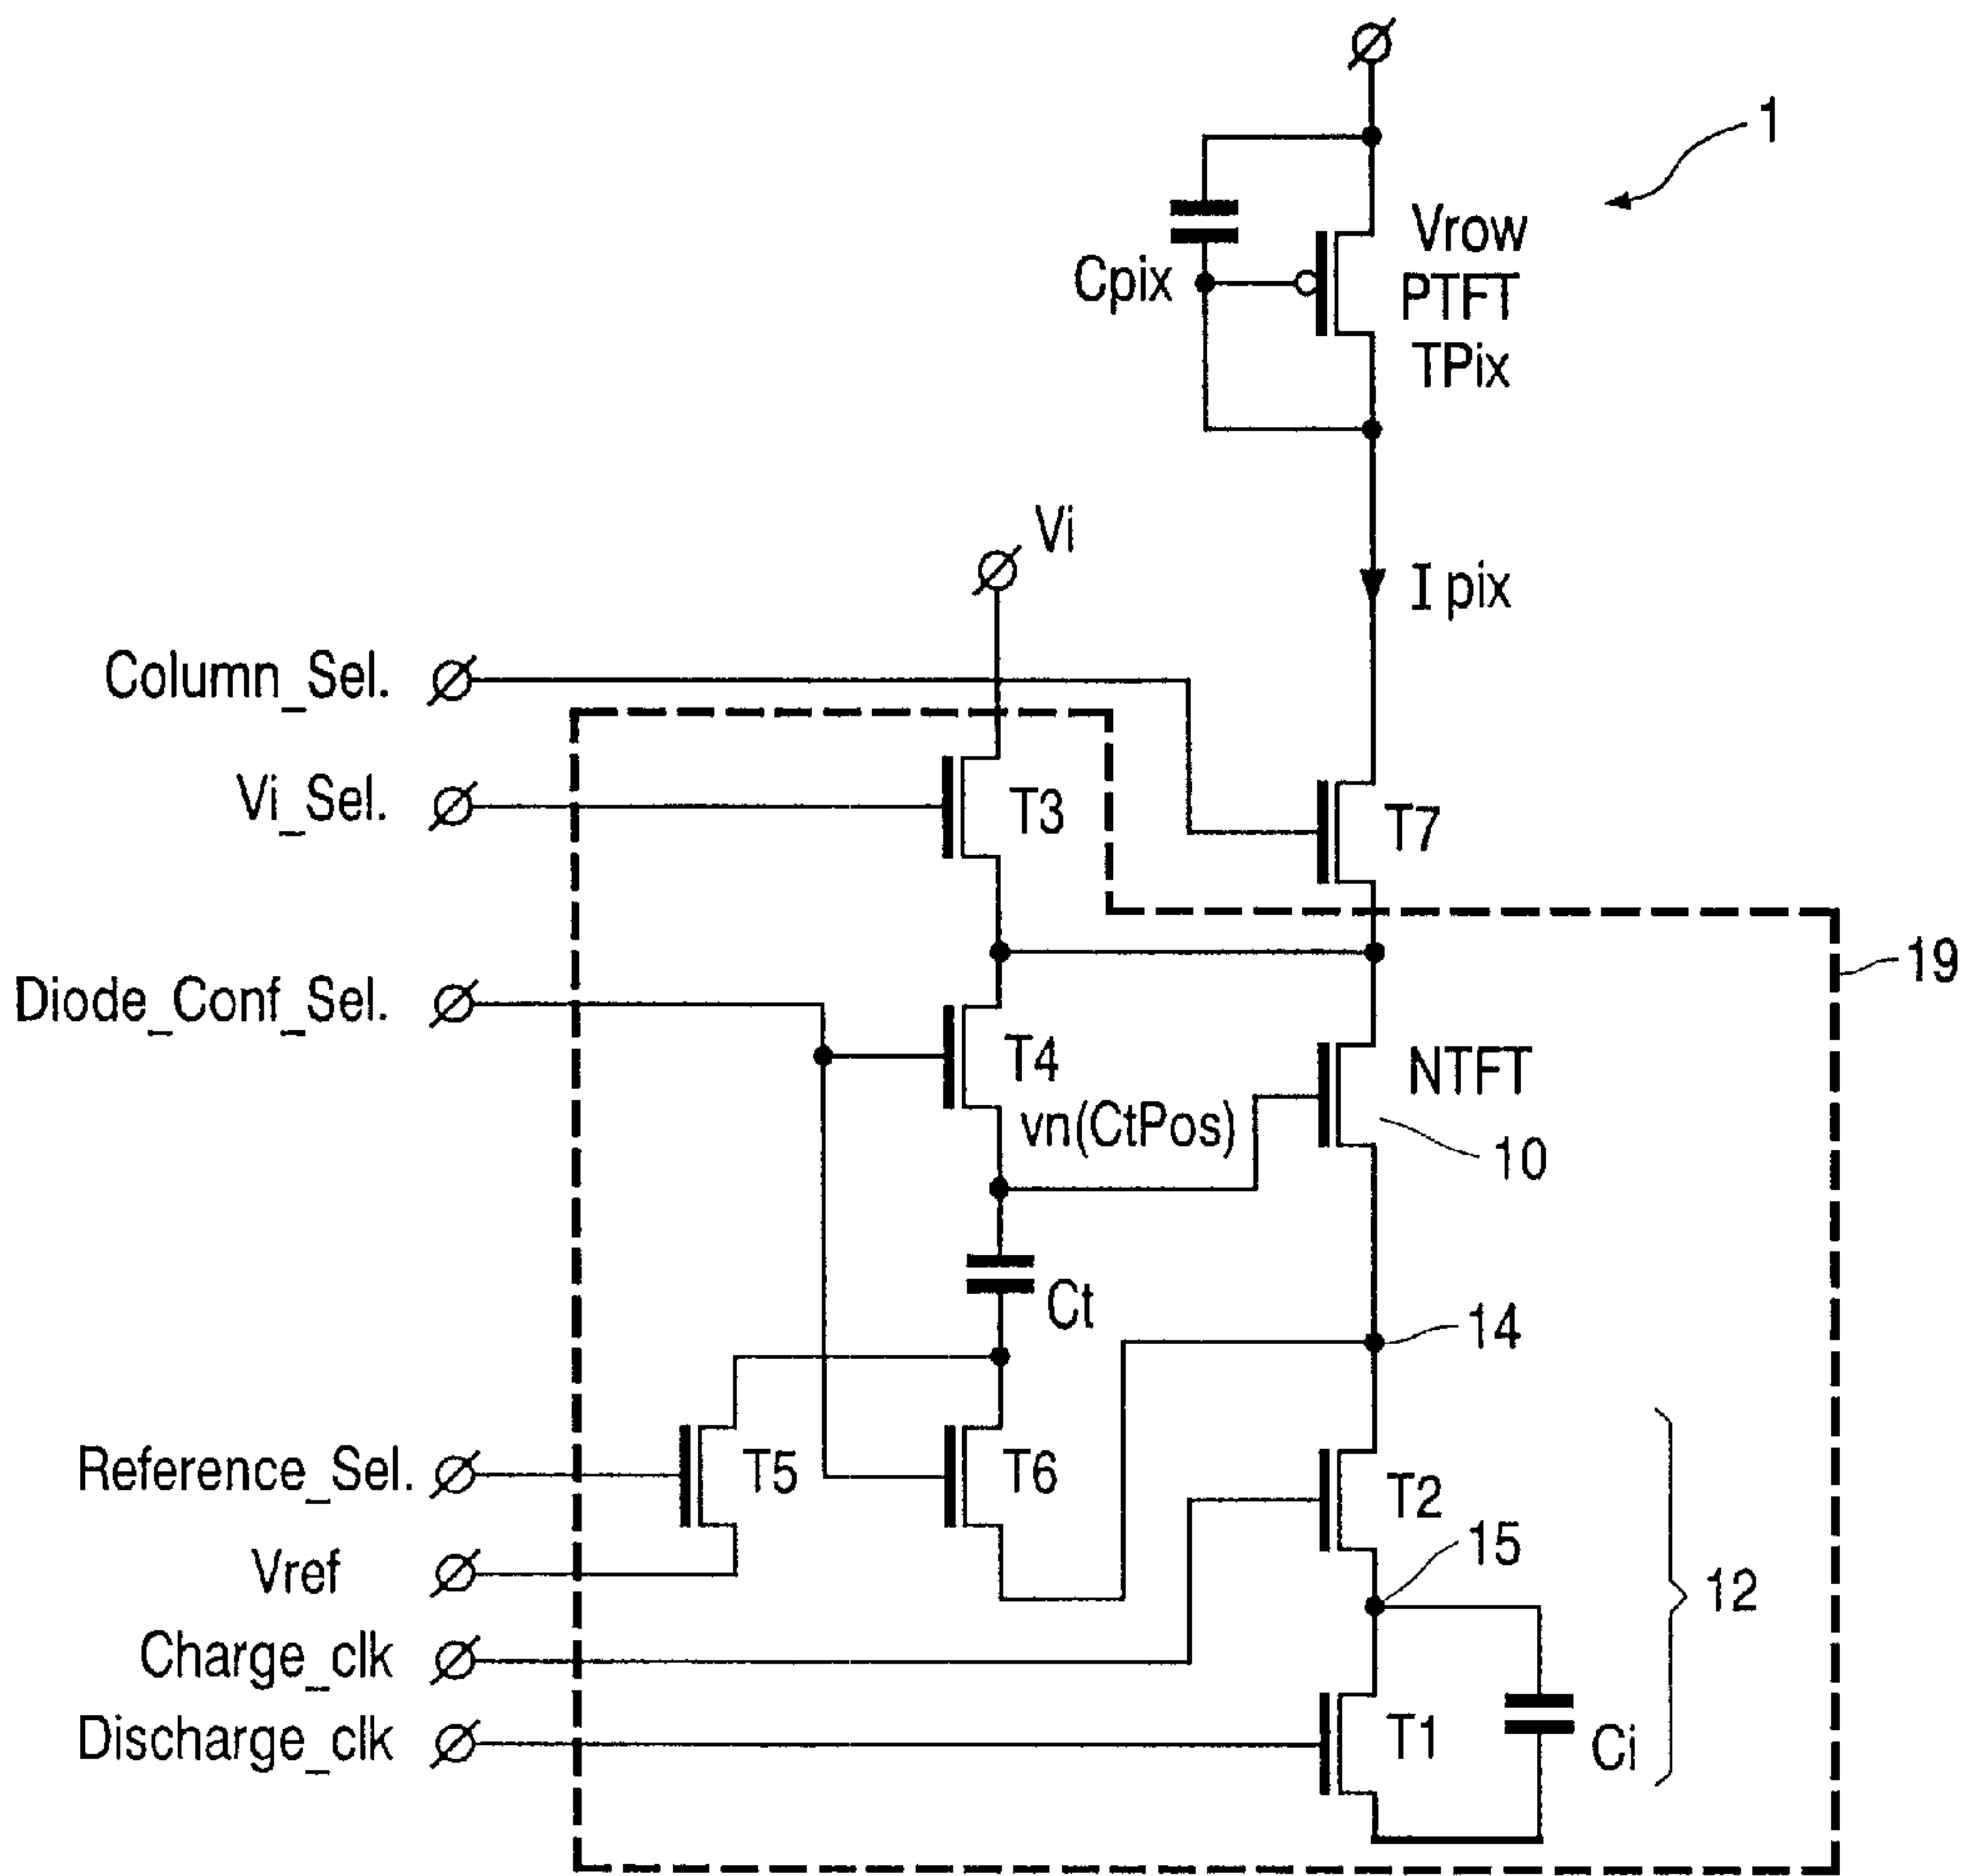 1
Vrow
PTFT
TPix
Cpix
Vi
I pix
Column_Sel.
Vi_Sel.
T3
T7
19
Diode_Conf_Sel.
T4
NTFT
vn(CtPos)
10
Ct
14
Reference_Sel.
T5
T6
T2
15
Vref
12
Charge_clk
Discharge_clk
T1
Ci